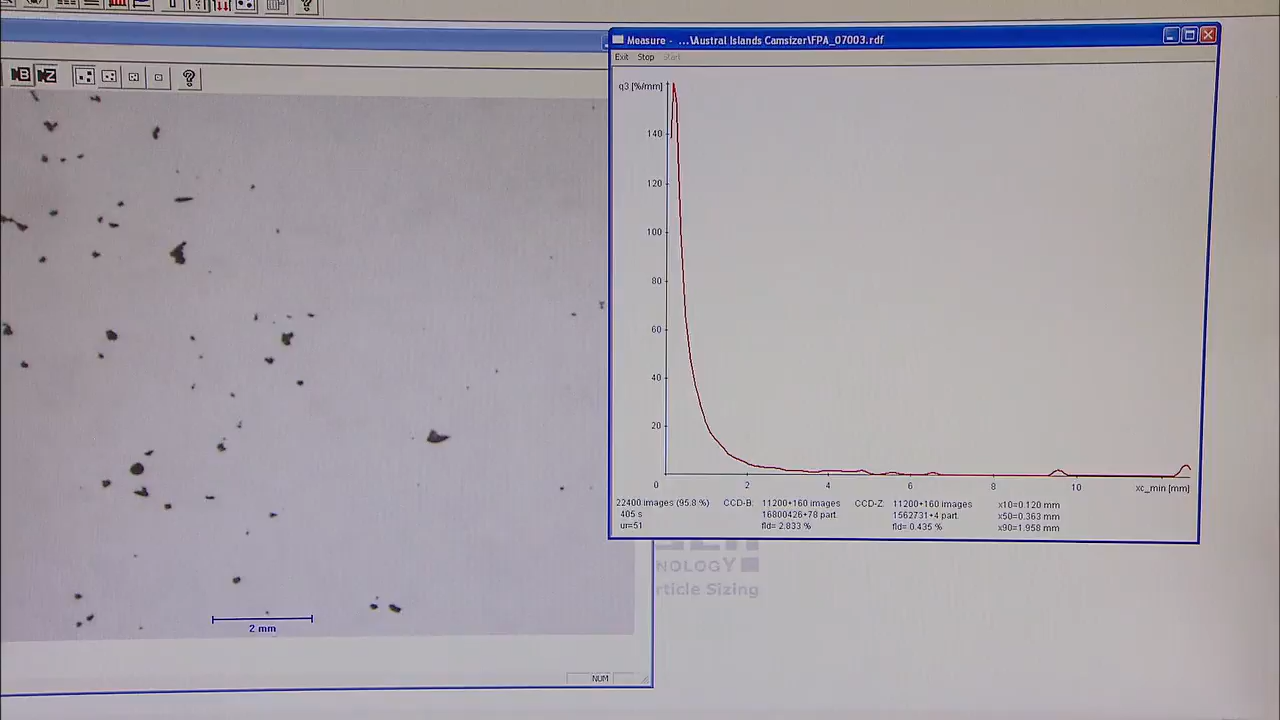 Measure - ...\Austral Islands Camsizer\FPA_07003.rdf
Exit Stop Start
B Z ?
q3 [%/mm]
140
120
100
80
60
40
20
0 2 4 6 8 10 xc_min [mm]
22400 images (95.8 %) CCD-B: 11200+160 images CCD-Z: 11200+160 images x10=0.120 mm
405 s 16800426+78 part. 1562731+4 part. x50=0.363 mm
ur=51 fld= 2.833 % fld= 0.435 % x90=1.958 mm
NOLOGY
rticle Sizing
2 mm
NUM